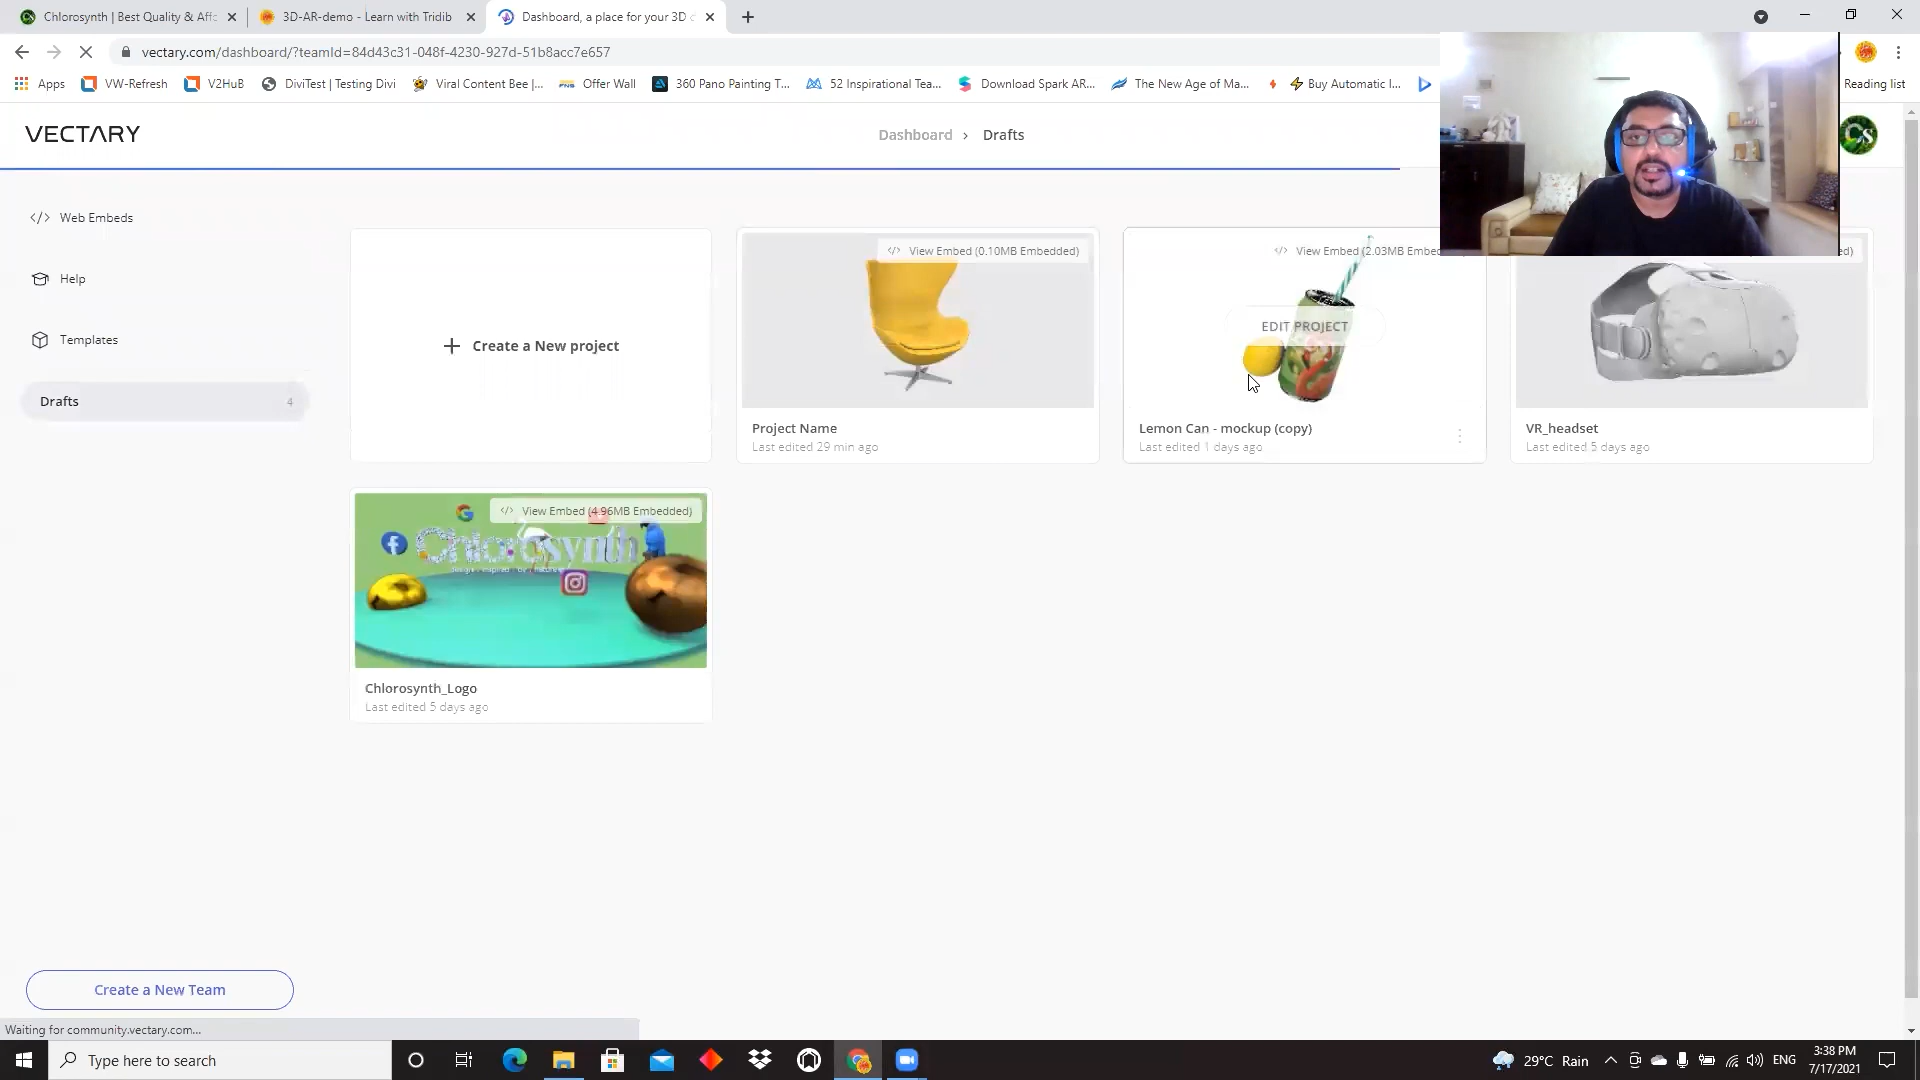 Chlorosynth | Best Quality & Aff
3D-AR-demo - Learn with Tridib
Dashboard, a place for your 3D d
vectary.com/dashboard/?teamId=84d43c31-048f-4230-927d-51b8acc7e657
Apps
VW-Refresh
V2HuB
DiviTest | Testing Divi
Viral Content Bee |...
Offer Wall
360 Pano Painting T...
52 Inspirational Tea...
Download Spark AR...
The New Age of Ma...
Buy Automatic I...
Reading list
VECTARY
Dashboard > Drafts
CS
</> Web Embeds
Help
Templates
Drafts 4
+ Create a New project
</> View Embed (0.10MB Embedded)
Project Name
Last edited 29 min ago
</> View Embed (2.03MB Embe
EDIT PROJECT
Lemon Can - mockup (copy)
Last edited 1 days ago
VR_headset
Last edited 5 days ago
</> View Embed (4.96MB Embedded)
Chlorosynth
Chlorosynth_Logo
Last edited 5 days ago
Create a New Team
Waiting for community.vectary.com...
Type here to search
29°C Rain
ENG
3:38 PM
7/17/2021